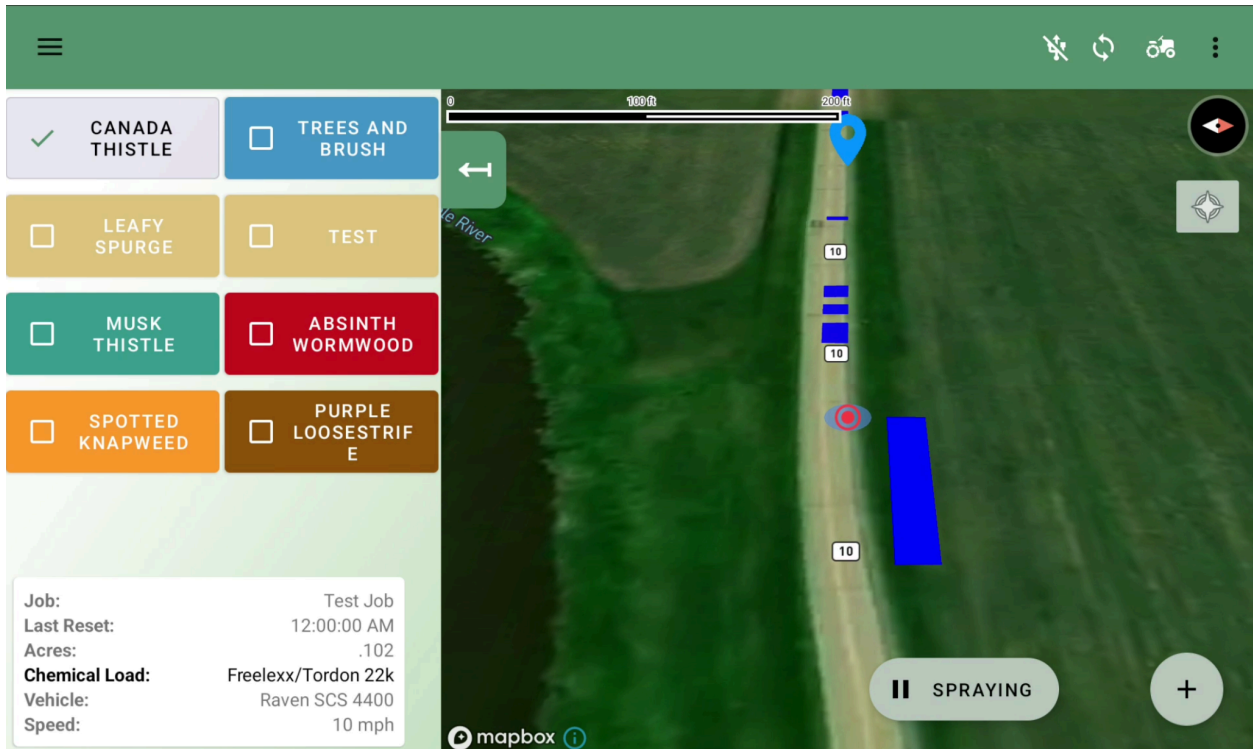 CANADA
THISTLE
TREES AND
BRUSH
LEAFY
SPURGE
TEST
MUSK
THISTLE
ABSINTH
WORMWOOD
SPOTTED
KNAPWEED
PURPLE
LOOSESTRIF
E
Job: Test Job
Last Reset: 12:00:00 AM
Acres: .102
Chemical Load: Freelexx/Tordon 22k
Vehicle: Raven SCS 4400
Speed: 10 mph
0 100 ft 200 ft
River
10
10
10
SPRAYING
mapbox